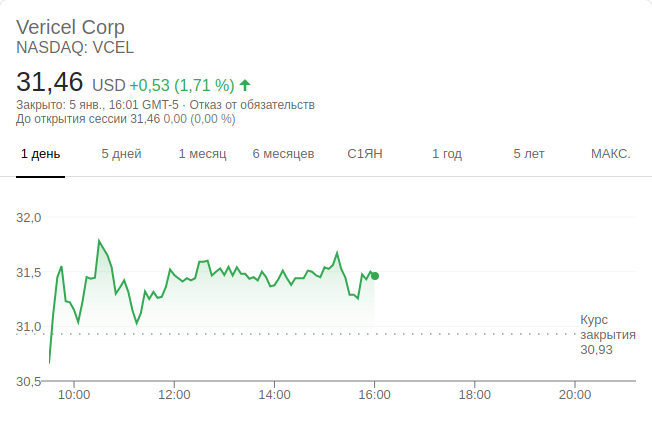 Vericel Corp
NASDAQ: VCEL
31,46 USD +0,53 (1,71 %)
Закрыто: 5 янв., 16:01 GMT-5 · Отказ от обязательств
До открытия сессии 31,46 0,00 (0,00 %)
1 день 5 дней 1 месяц 6 месяцев С1ЯН 1 год 5 лет МАКС.
32,0
31,5
31,0
Курс
закрытия
30,93
30,5
10:00 12:00 14:00 16:00 18:00 20:00